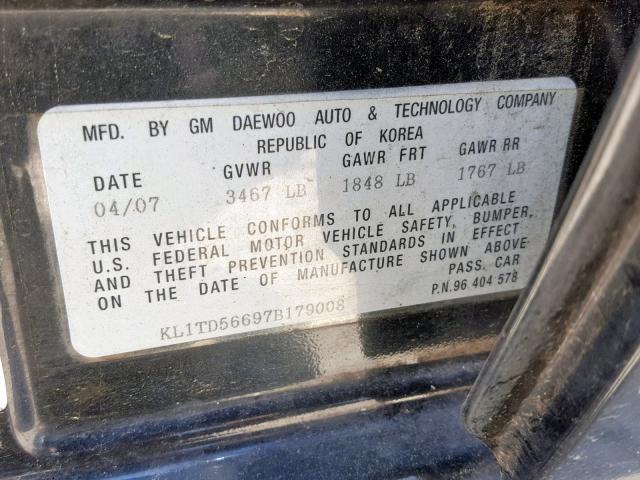 MFD. BY GM DAEWOO AUTO & TECHNOLOGY COMPANY
REPUBLIC OF KOREA
DATE GVWR GAWR FRT GAWR RR
04/07 3467 LB 1848 LB 1767 LB
THIS VEHICLE CONFORMS TO ALL APPLICABLE
U.S. FEDERAL MOTOR VEHICLE SAFETY, BUMPER,
AND THEFT PREVENTION STANDARDS IN EFFECT
ON THE DATE OF MANUFACTURE SHOWN ABOVE
PASS. CAR
P.N.96 404 578
KL1TD56697B179008